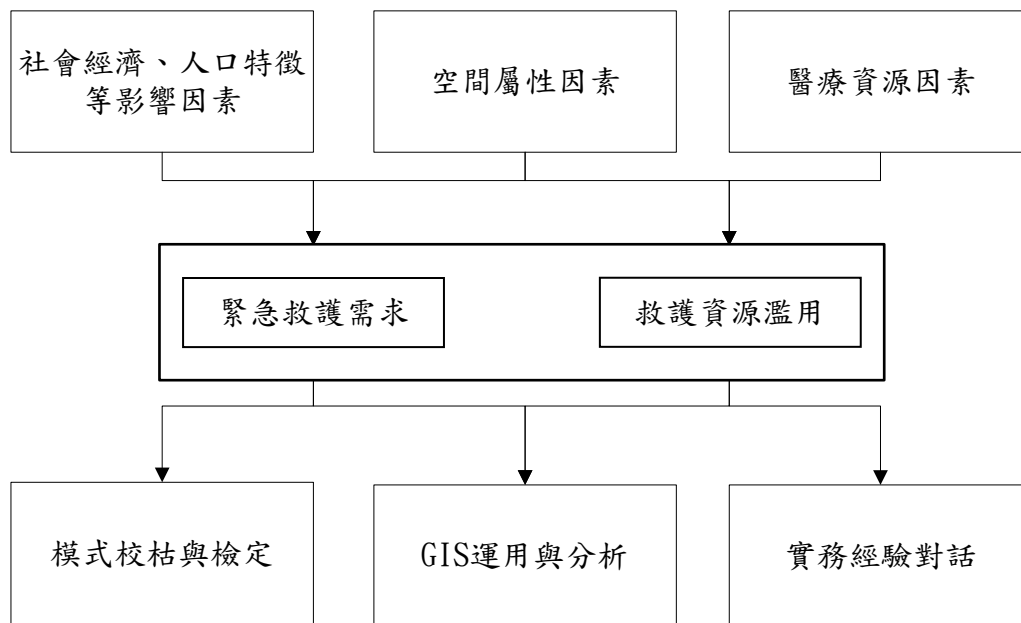 社會經濟、人口特徵
等影響因素
空間屬性因素
醫療資源因素
緊急救護需求
救護資源濫用
模式校枯與檢定
GIS運用與分析
實務經驗對話